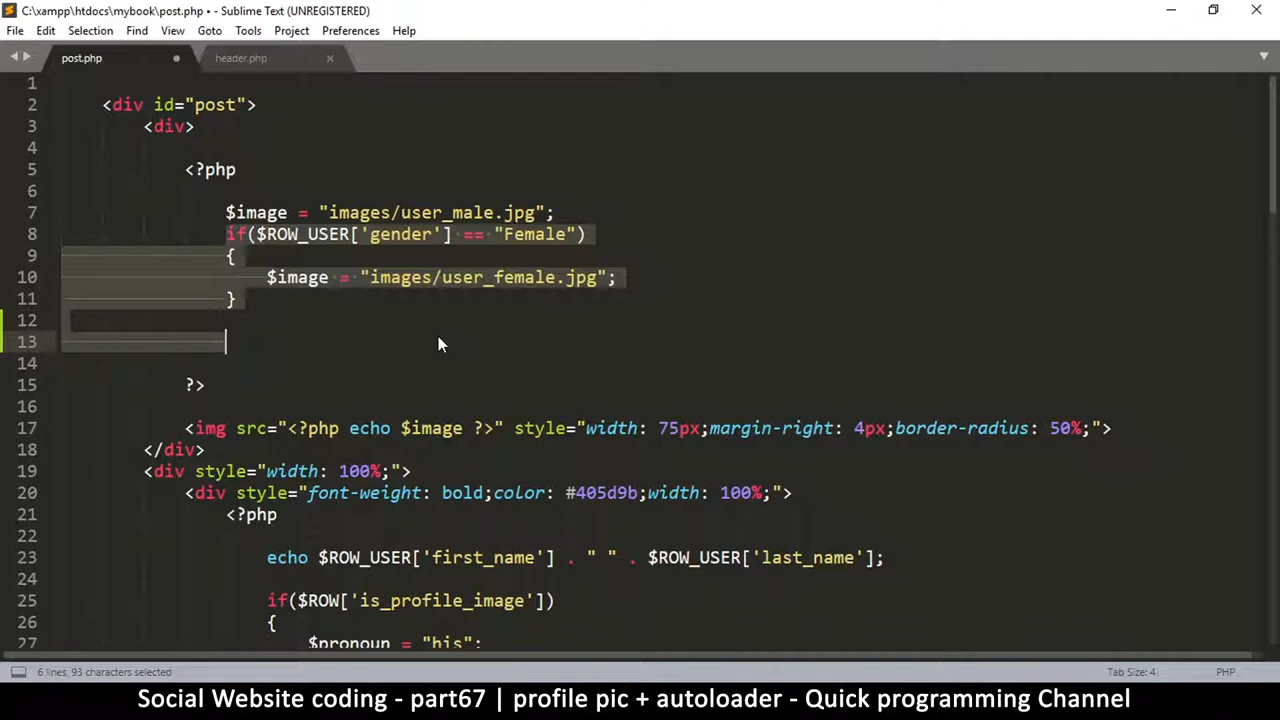 C:\xampp\htdocs\mybook\post.php • - Sublime Text (UNREGISTERED)
File Edit Selection Find View Goto Tools Project Preferences Help
post.php header.php
1
2 <div id="post">
3 <div>
4
5 <?php
6
7 $image = "images/user_male.jpg";
8 if($ROW_USER['gender'] == "Female")
9 {
10 $image = "images/user_female.jpg";
11 }
12
13
14
15 ?>
16
17 <img src="<?php echo $image ?>" style="width: 75px;margin-right: 4px;border-radius: 50%;">
18 </div>
19 <div style="width: 100%;">
20 <div style="font-weight: bold;color: #405d9b;width: 100%;">
21 <?php
22
23 echo $ROW_USER['first_name'] . " " . $ROW_USER['last_name'];
24
25 if($ROW['is_profile_image'])
26 {
27 $pronoun = "his";
6 lines, 93 characters selected Tab Size: 4 PHP
Social Website coding - part67 | profile pic + autoloader - Quick programming Channel